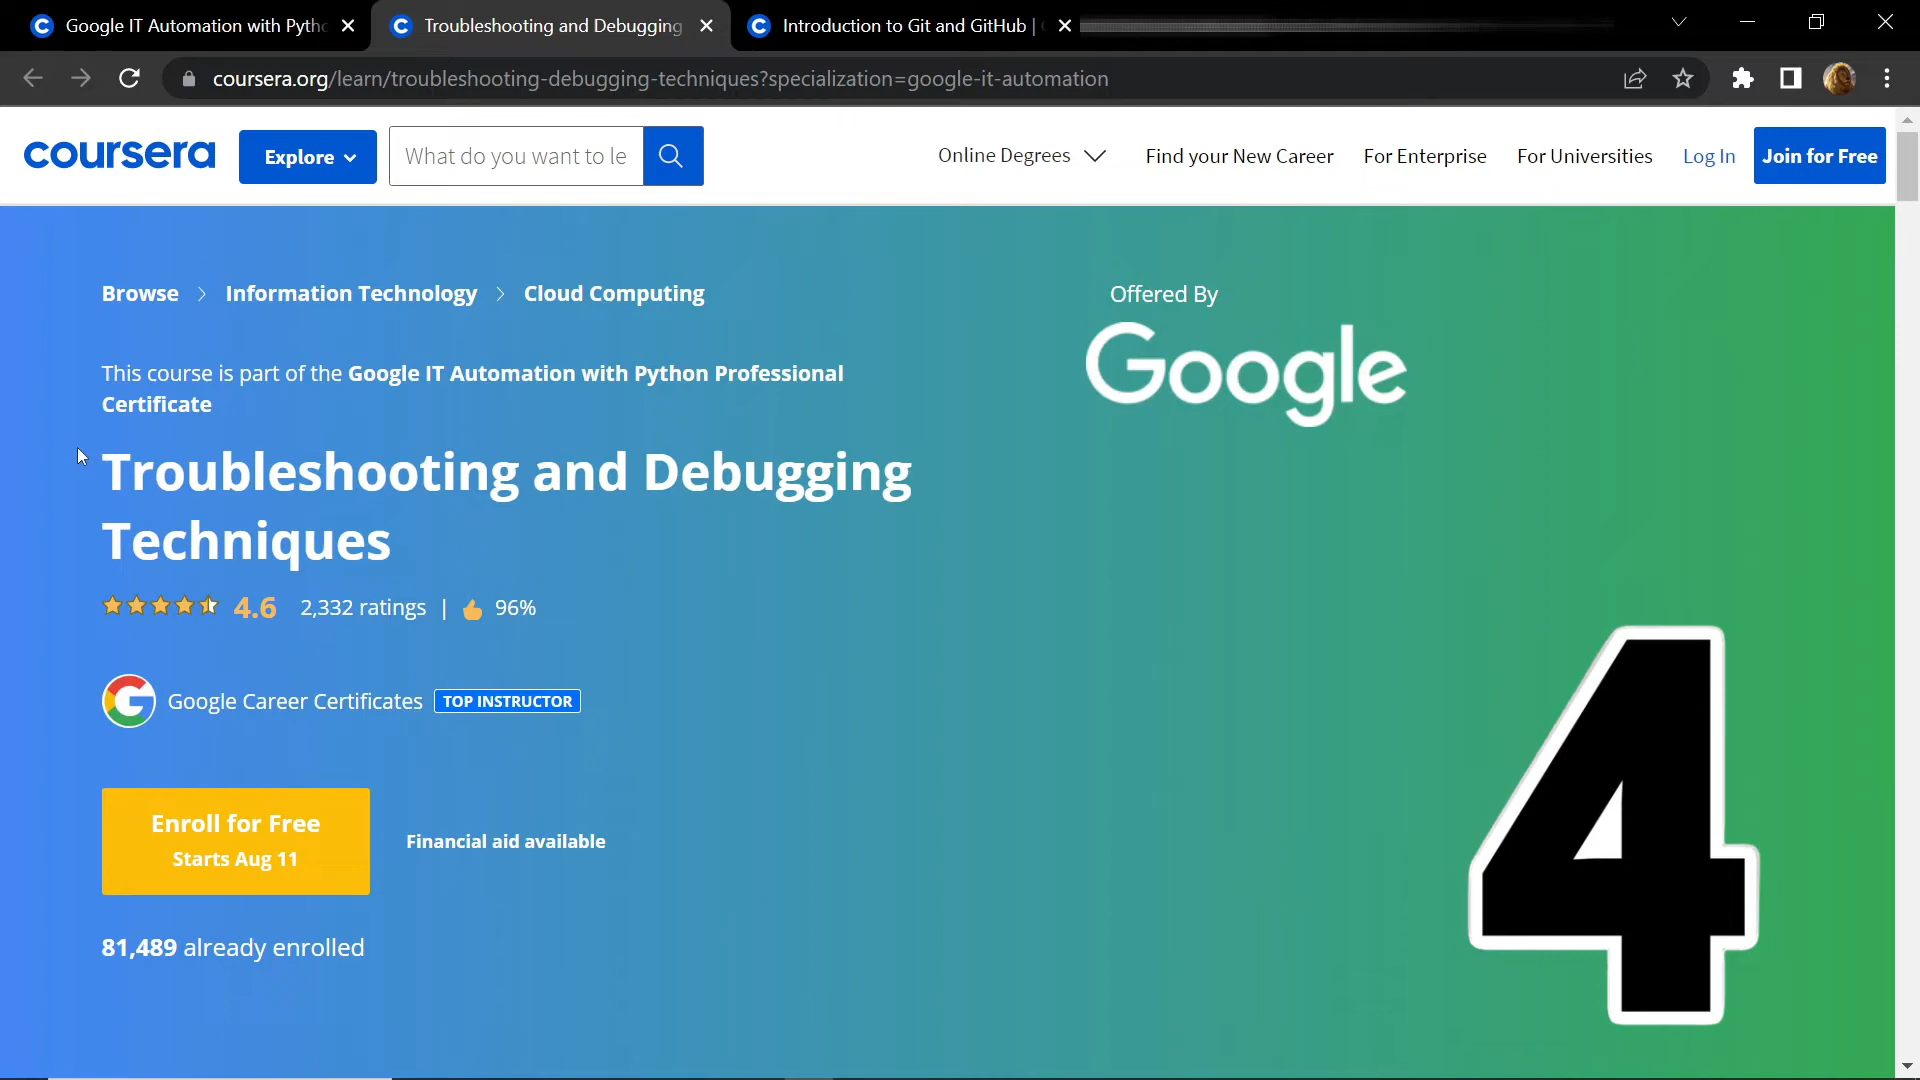 Google IT Automation with Pytho
Troubleshooting and Debugging
Introduction to Git and GitHub |
coursera.org/learn/troubleshooting-debugging-techniques?specialization=google-it-automation
coursera
Explore
What do you want to le
Online Degrees
Find your New Career
For Enterprise
For Universities
Log In
Join for Free
Browse > Information Technology > Cloud Computing
Offered By
Google
This course is part of the Google IT Automation with Python Professional
Certificate
Troubleshooting and Debugging
Techniques
4.6 2,332 ratings | 96%
Google Career Certificates TOP INSTRUCTOR
Enroll for Free
Starts Aug 11
Financial aid available
81,489 already enrolled
4